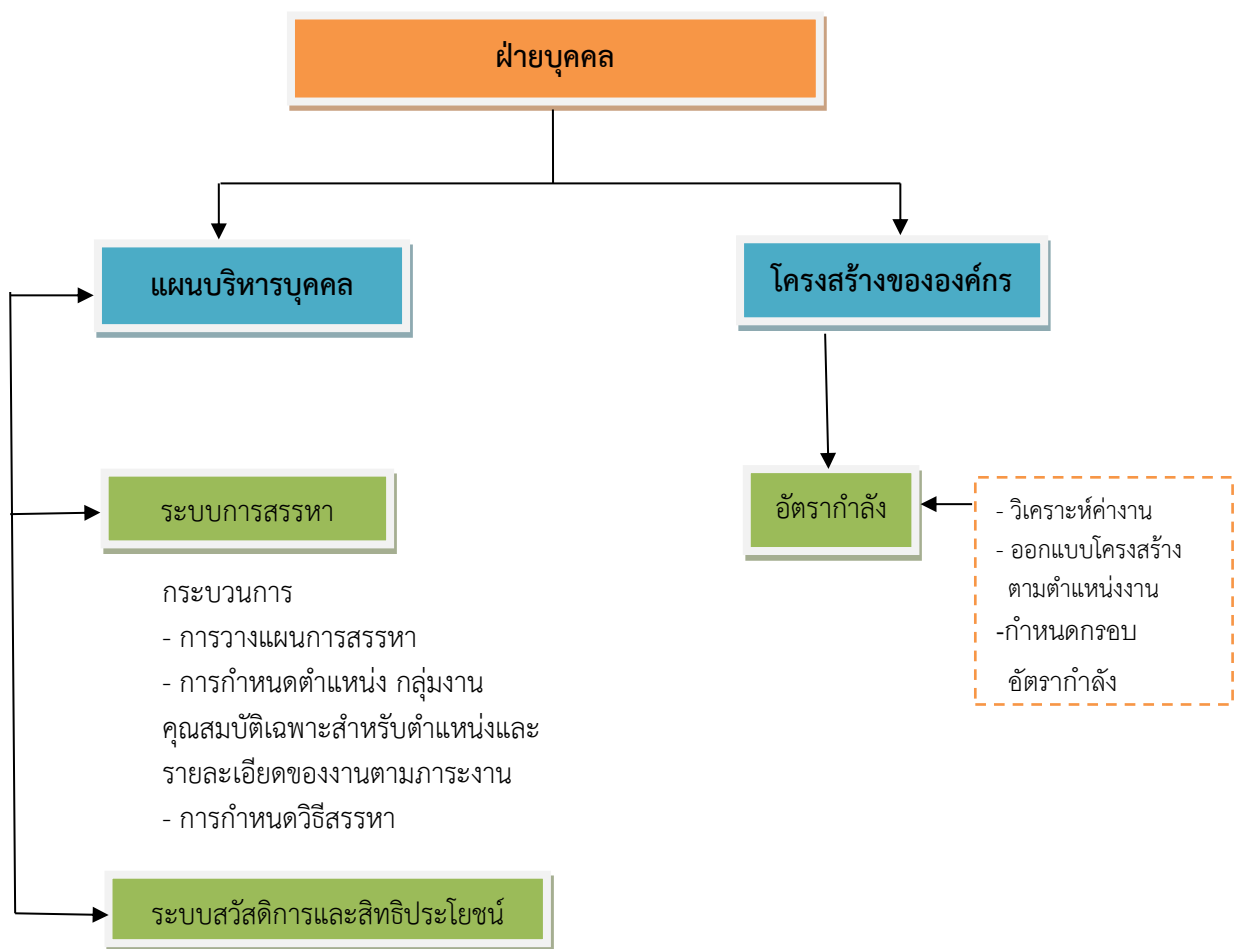 ฝ่ายบุคคล
แผนบริหารบุคคล
โครงสร้างขององค์กร
ระบบการสรรหา
กระบวนการ
- การวางแผนการสรรหา
- การกำหนดตำแหน่ง กลุ่มงาน
คุณสมบัติเฉพาะสำหรับตำแหน่งและ
รายละเอียดของงานตามภาระงาน
- การกำหนดวิธีสรรหา
ระบบสวัสดิการและสิทธิประโยชน์
อัตรากำลัง
- วิเคราะห์ค่างาน
- ออกแบบโครงสร้าง
ตามตำแหน่งงาน
-กำหนดกรอบ
อัตรากำลัง